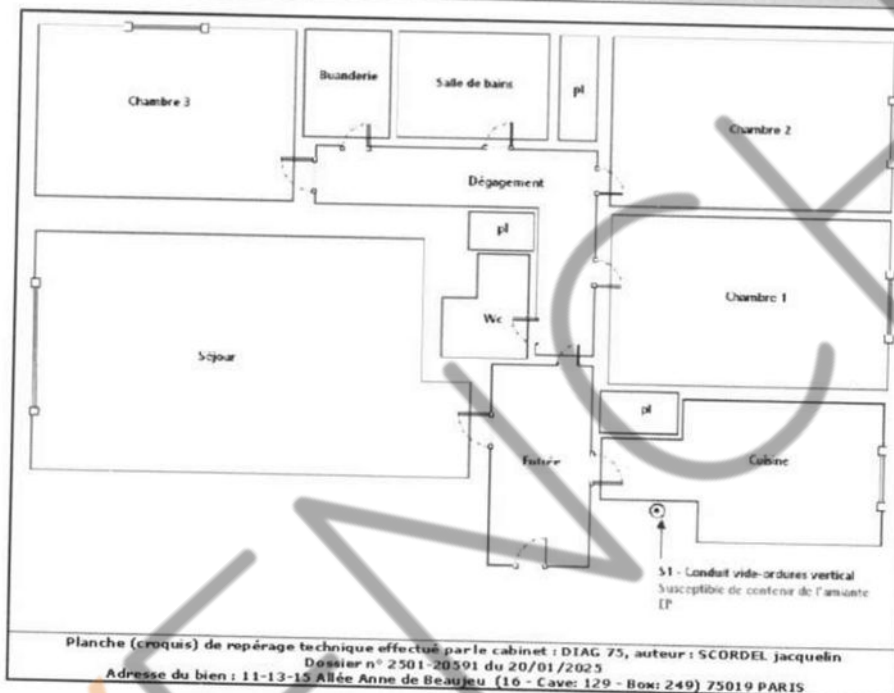 Chambre 3
Buanderie
Salle de bains
pl
Chambre 2
Dégagement
pl
Chambre 1
Wc
Séjour
pl
Entrée
Cuisine
S1 - Conduit vide-ordures vertical
Susceptible de contenir de l'amiante
EP
Planche (croquis) de repérage technique effectué par le cabinet : DIAG 75, auteur : SCORDEL jacquelin
Dossier n° 2501-20591 du 20/01/2025
Adresse du bien : 11-13-15 Allée Anne de Beaujeu (16 - Cave: 129 - Box: 249) 75019 PARIS